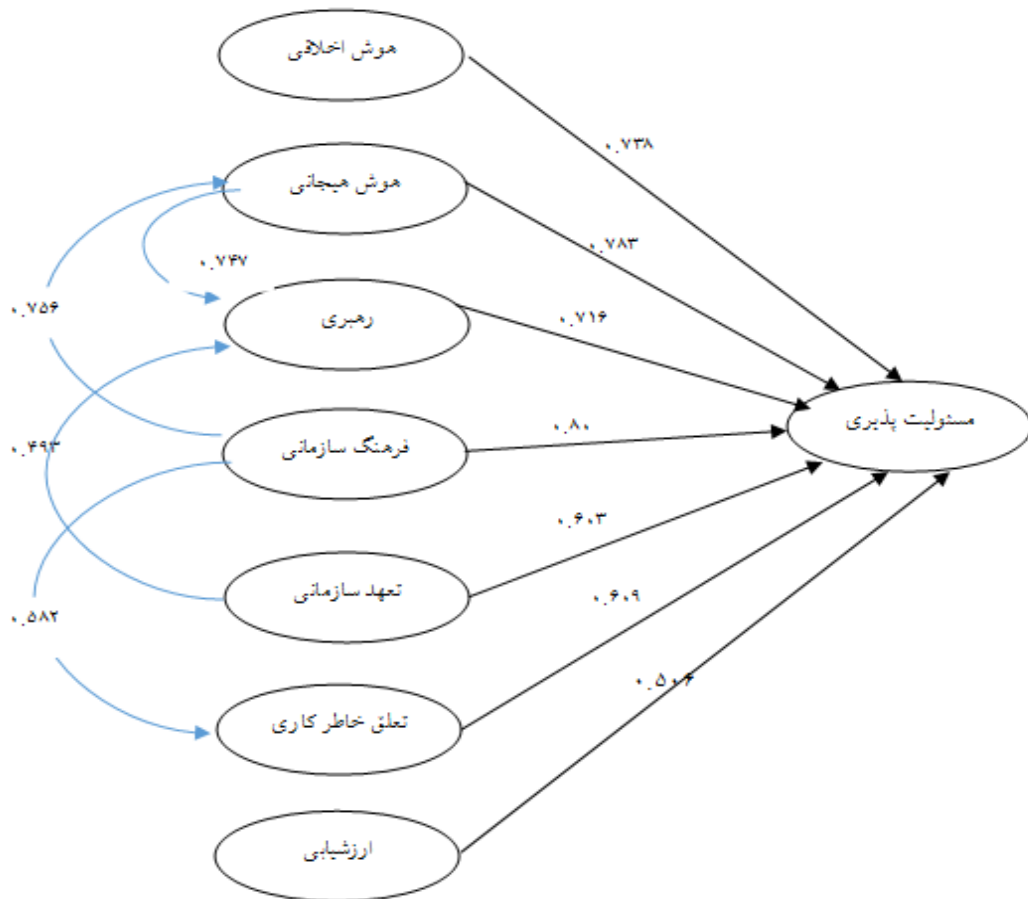 هوش اخلاقی
۰.۷۳۸
هوش هیجانی
۰.۷۸۳
۰.۷۴۷
۰.۷۵۶
رهبری
۰.۷۱۶
مسئولیت پذیری
فرهنگ سازمانی
۰.۸۰
۰.۴۹۳
۰.۶۰۳
تعهد سازمانی
۰.۶۰۹
۰.۵۸۲
۰.۵۰۶
تعلق خاطر کاری
ارزشیابی